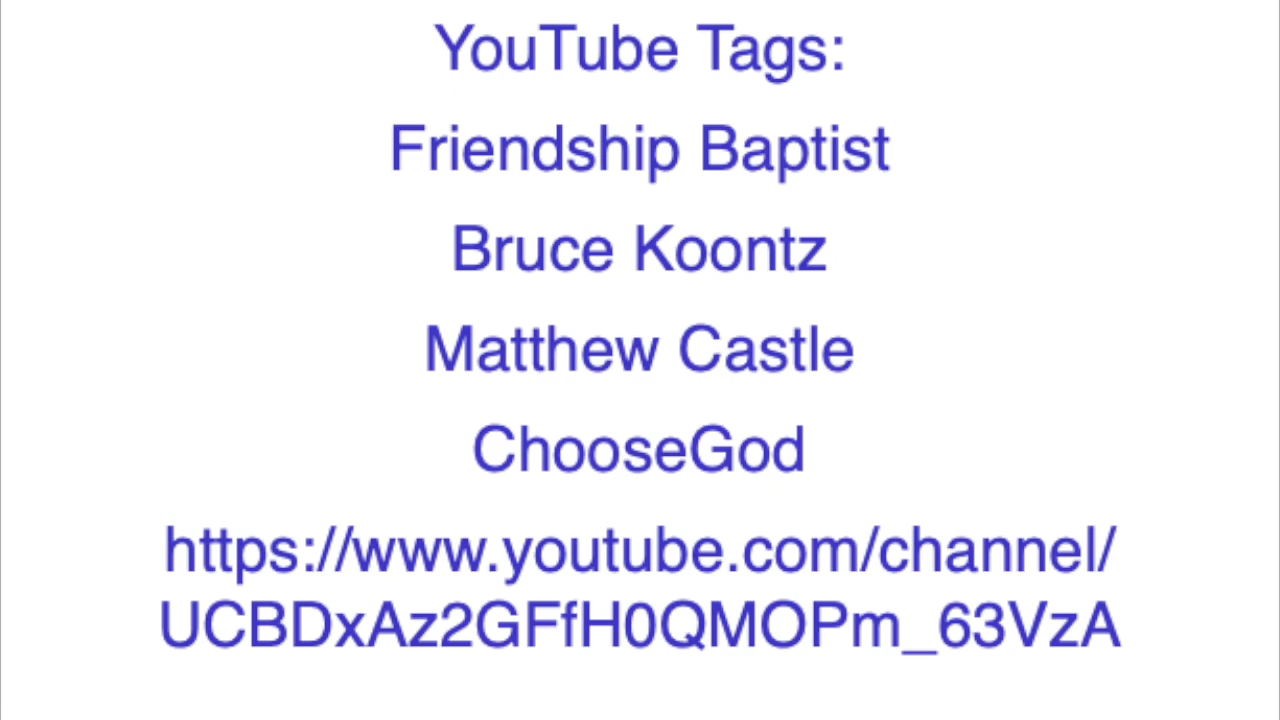 YouTube Tags:
Friendship Baptist
Bruce Koontz
Matthew Castle
ChooseGod
https://www.youtube.com/channel/
UCBDxAz2GFfH0QMOPm_63VzA